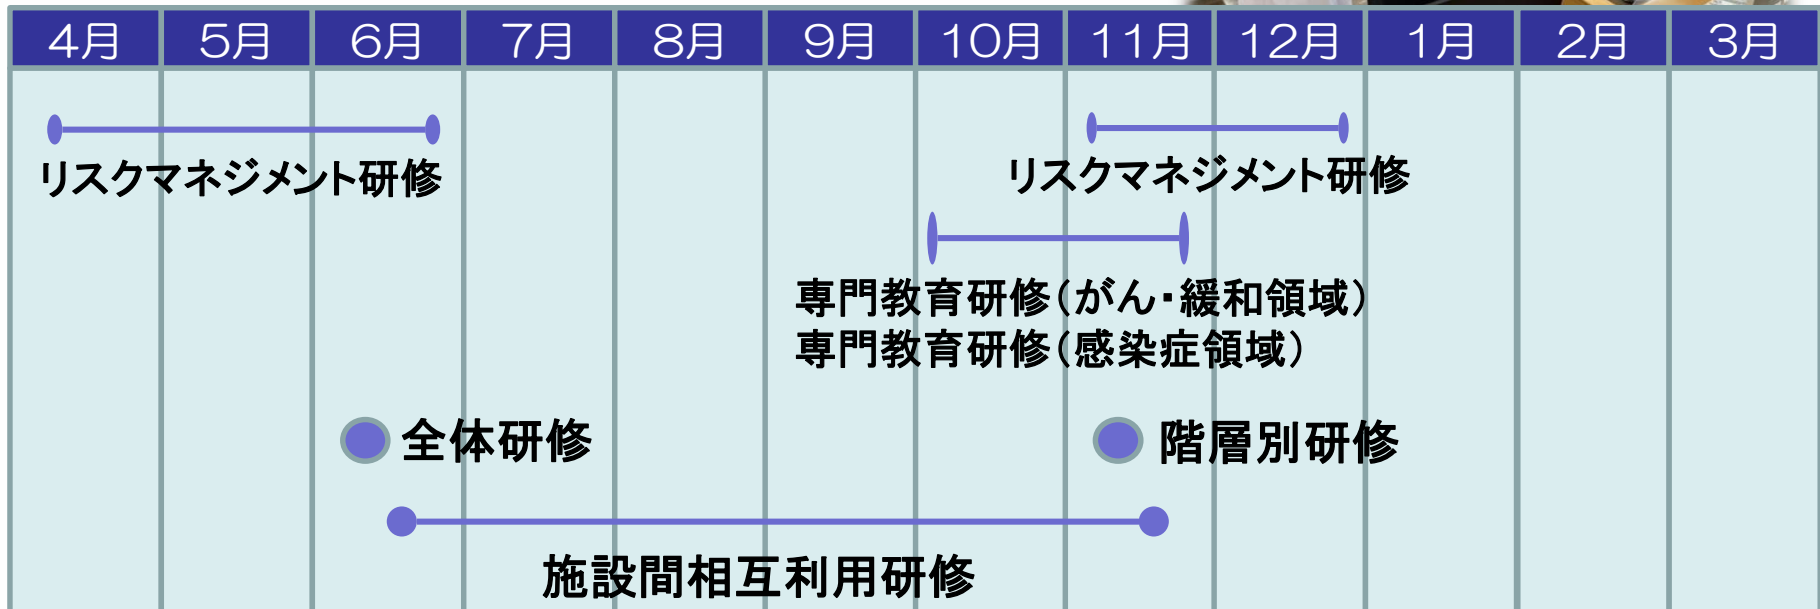 4月 5月 6月 7月 8月 9月 10月 11月 12月 1月 2月 3月
リスクマネジメント研修
リスクマネジメント研修
専門教育研修（がん・緩和領域）
専門教育研修（感染症領域）
全体研修
階層別研修
施設間相互利用研修